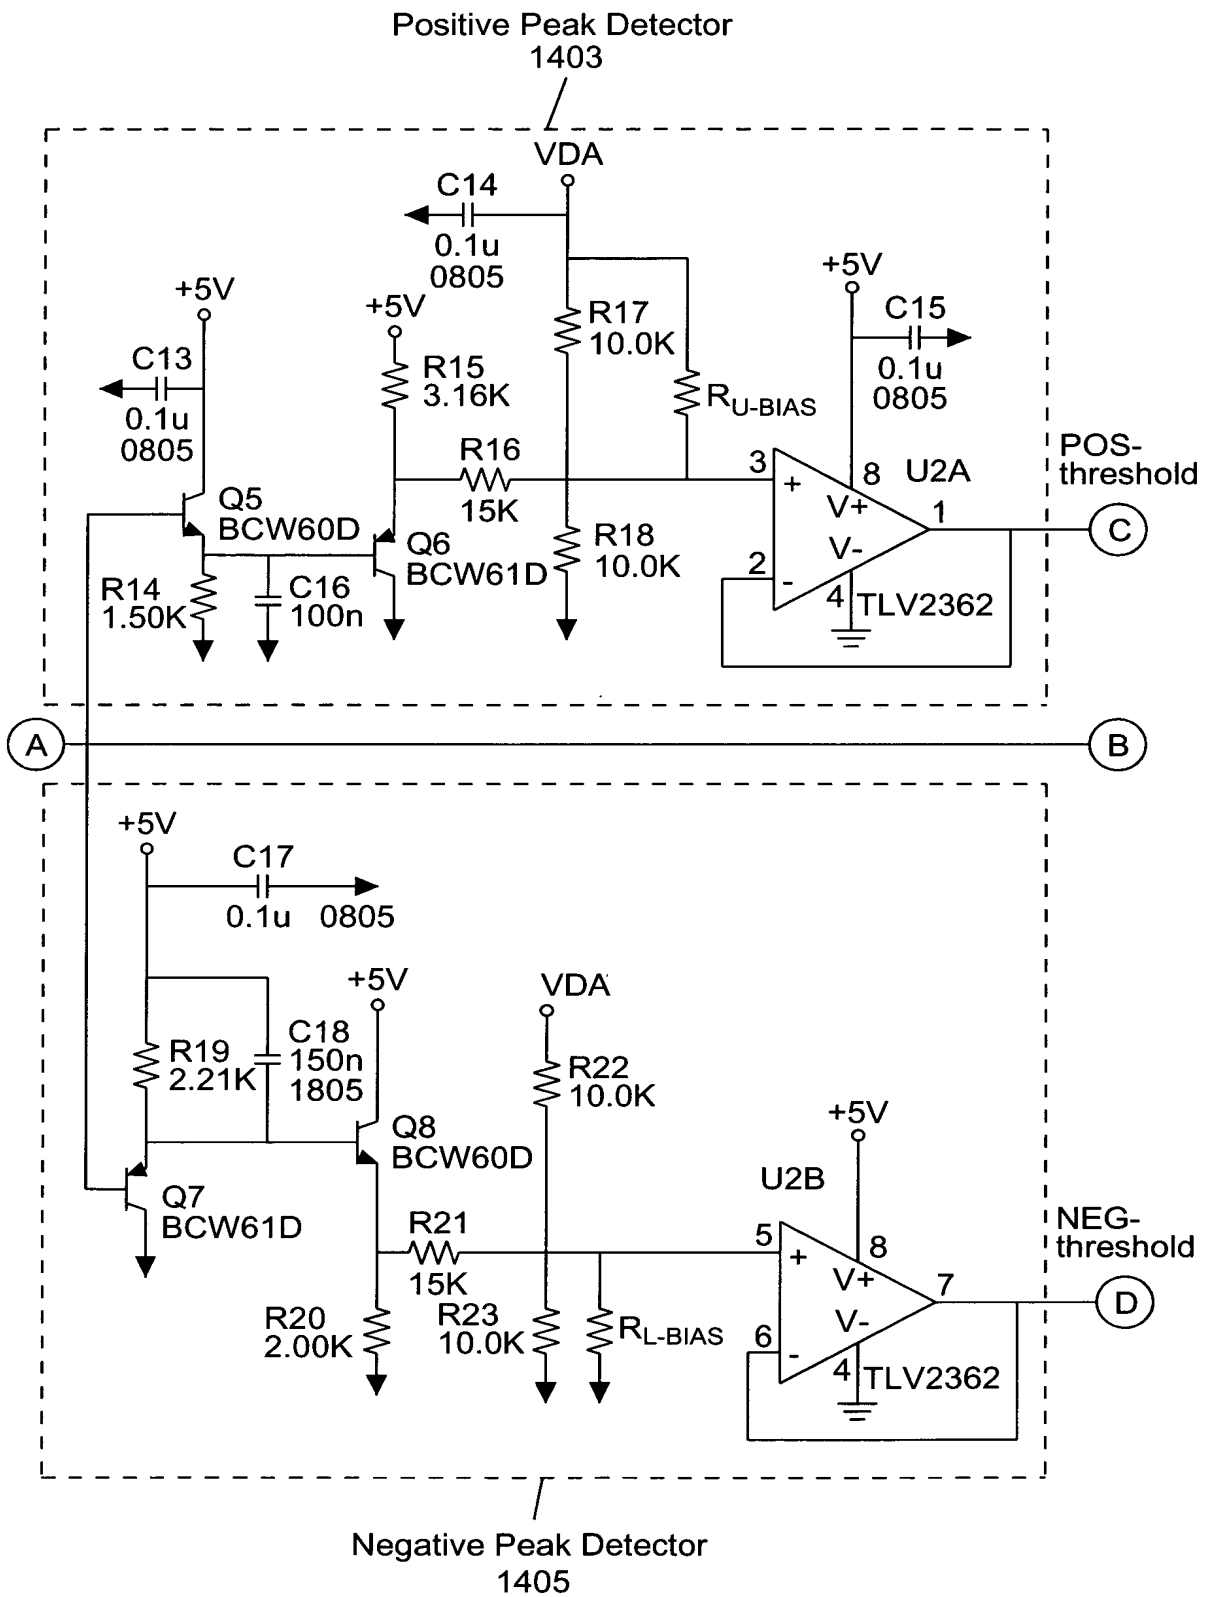 Positive Peak Detector
1403
VDA
C14
0.1u
0805
+5V
C13
0.1u
0805
+5V
R15
3.16K
R17
10.0K
R<sub>U-BIAS</sub>
+5V
C15
0.1u
0805
R16
15K
Q5
BCW60D
R14
1.50K
C16
100n
Q6
BCW61D
R18
10.0K
3
+
2
-
8
V+
V-
4
U2A
1
TLV2362
POS-
threshold
C
A
B
+5V
C17
0.1u 0805
+5V
VDA
R19
2.21K
C18
150n
1805
R22
10.0K
Q8
BCW60D
Q7
BCW61D
R21
15K
R20
2.00K
R23
10.0K
R<sub>L-BIAS</sub>
+5V
U2B
5
+
6
-
8
V+
V-
4
7
TLV2362
NEG-
threshold
D
Negative Peak Detector
1405